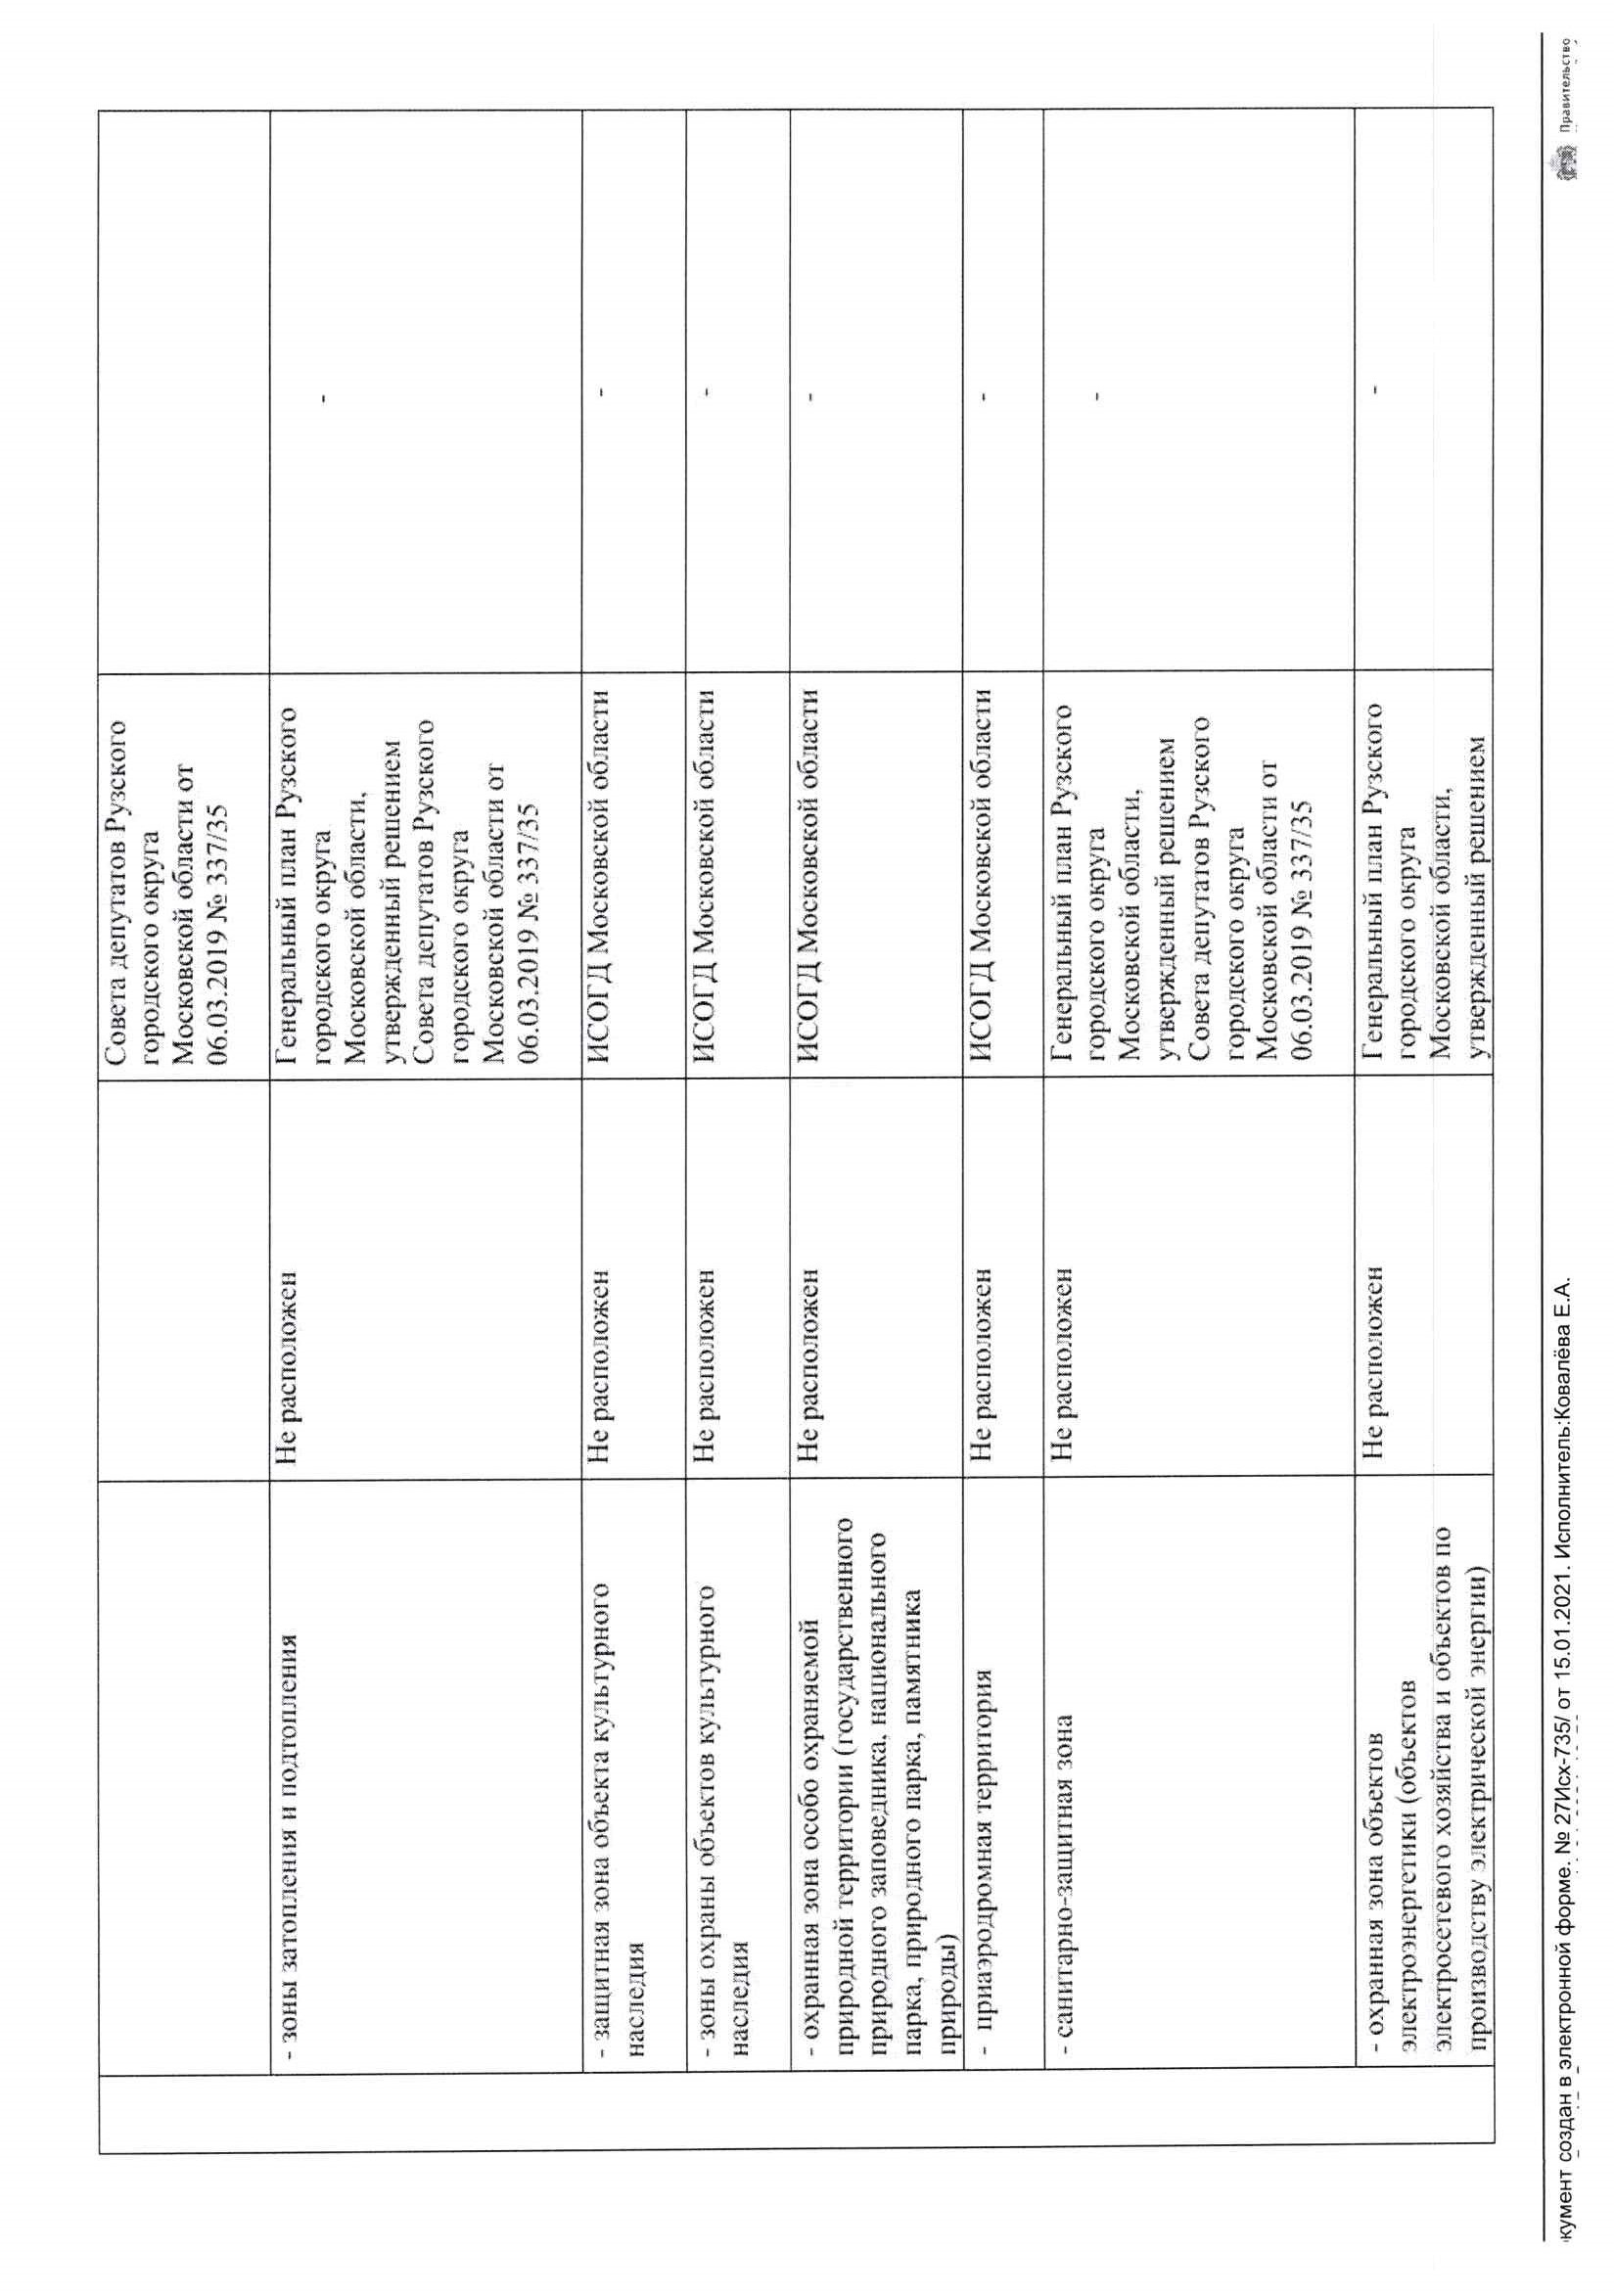 Совета депутатов Рузского
городского округа
Московской области от
06.03.2019 № 337/35
- зоны затопления и подтопления
Не расположен
Генеральный план Рузского
городского округа
Московской области,
утвержденный решением
Совета депутатов Рузского
городского округа
Московской области от
06.03.2019 № 337/35
-
- защитная зона объекта культурного
наследия
Не расположен
ИСОГД Московской области
-
- зоны охраны объектов культурного
наследия
Не расположен
ИСОГД Московской области
-
- охранная зона особо охраняемой
природной территории (государственного
природного заповедника, национального
парка, природного парка, памятника
природы)
Не расположен
ИСОГД Московской области
-
- приаэродромная территория
Не расположен
ИСОГД Московской области
-
- санитарно-защитная зона
Не расположен
Генеральный план Рузского
городского округа
Московской области,
утвержденный решением
Совета депутатов Рузского
городского округа
Московской области от
06.03.2019 № 337/35
-
- охранная зона объектов
электроэнергетики (объектов
электросетевого хозяйства и объектов по
производству электрической энергии)
Не расположен
Генеральный план Рузского
городского округа
Московской области,
утвержденный решением
-
кумент создан в электронной форме. № 27Исх-735/ от 15.01.2021. Исполнитель:Ковалёва Е.А.
Правительство